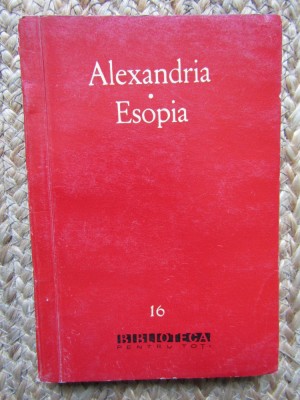 Alexandria
•
Esopia
16
BIBLIOTECA
PENTRU TOȚI